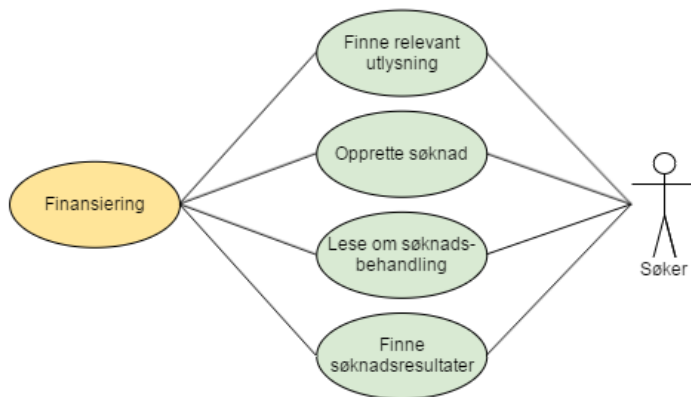 Finne relevant
utlysning
Opprette søknad
Finansiering
Lese om søknads-
behandling
Søker
Finne
søknadsresultater